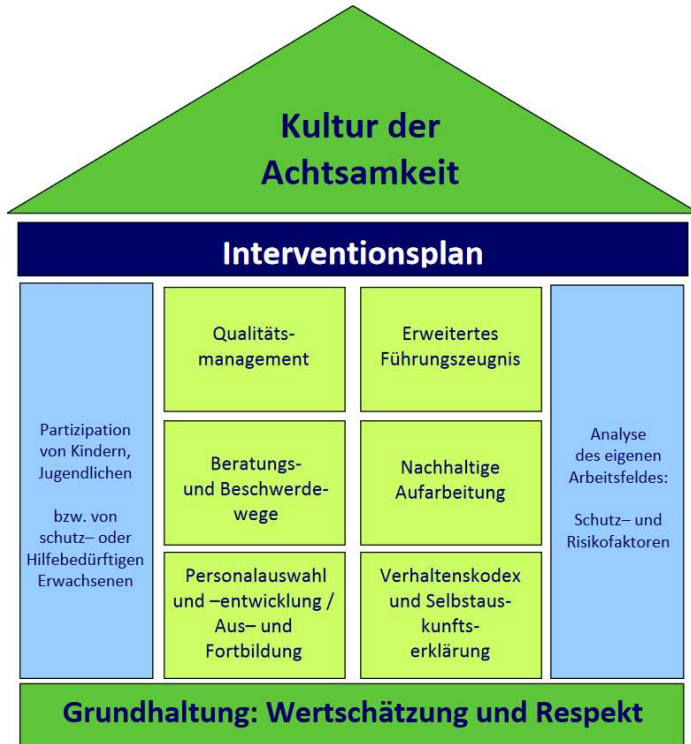 Kultur der
Achtsamkeit
Interventionsplan
Partizipation
von Kindern,
Jugendlichen
bzw. von
schutz– oder
Hilfebedürftigen
Erwachsenen
Qualitäts-
management
Erweitertes
Führungszeugnis
Beratungs-
und Beschwerde-
wege
Nachhaltige
Aufarbeitung
Personalauswahl
und –entwicklung /
Aus– und
Fortbildung
Verhaltenskodex
und Selbstaus-
kunfts-
erklärung
Analyse
des eigenen
Arbeitsfeldes:
Schutz– und
Risikofaktoren
Grundhaltung: Wertschätzung und Respekt